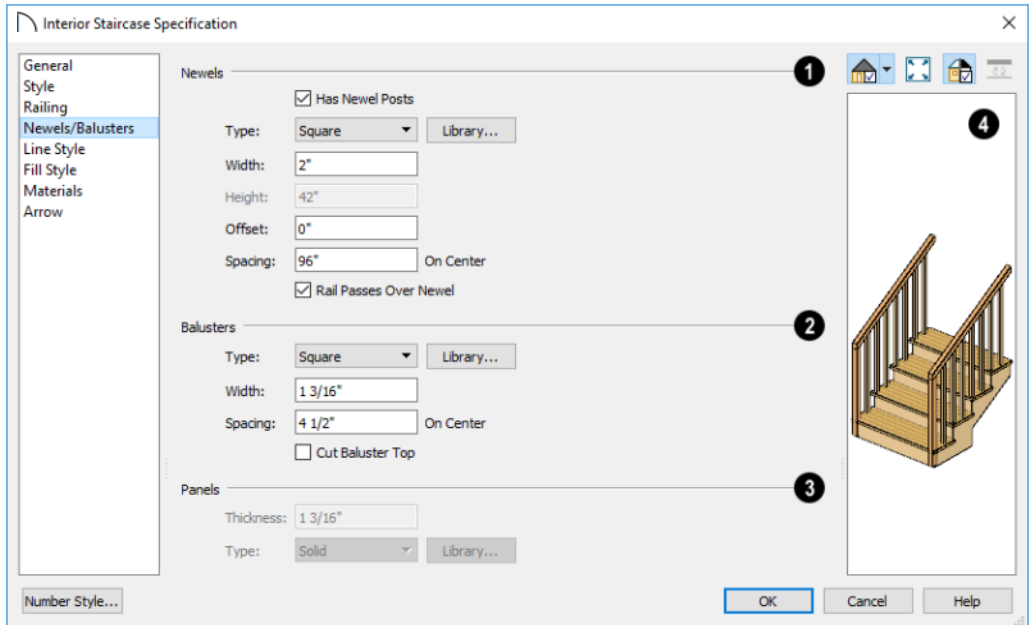 Interior Staircase Specification
General
Style
Railing
Newels/Balusters
Line Style
Fill Style
Materials
Arrow
Newels
1
Has Newel Posts
Type: Square Library...
Width: 2"
Height: 42"
Offset: 0"
Spacing: 96" On Center
Rail Passes Over Newel
Balusters
2
Type: Square Library...
Width: 1 3/16"
Spacing: 4 1/2" On Center
Cut Baluster Top
Panels
3
Thickness: 1 3/16"
Type: Solid Library...
4
Number Style... OK Cancel Help